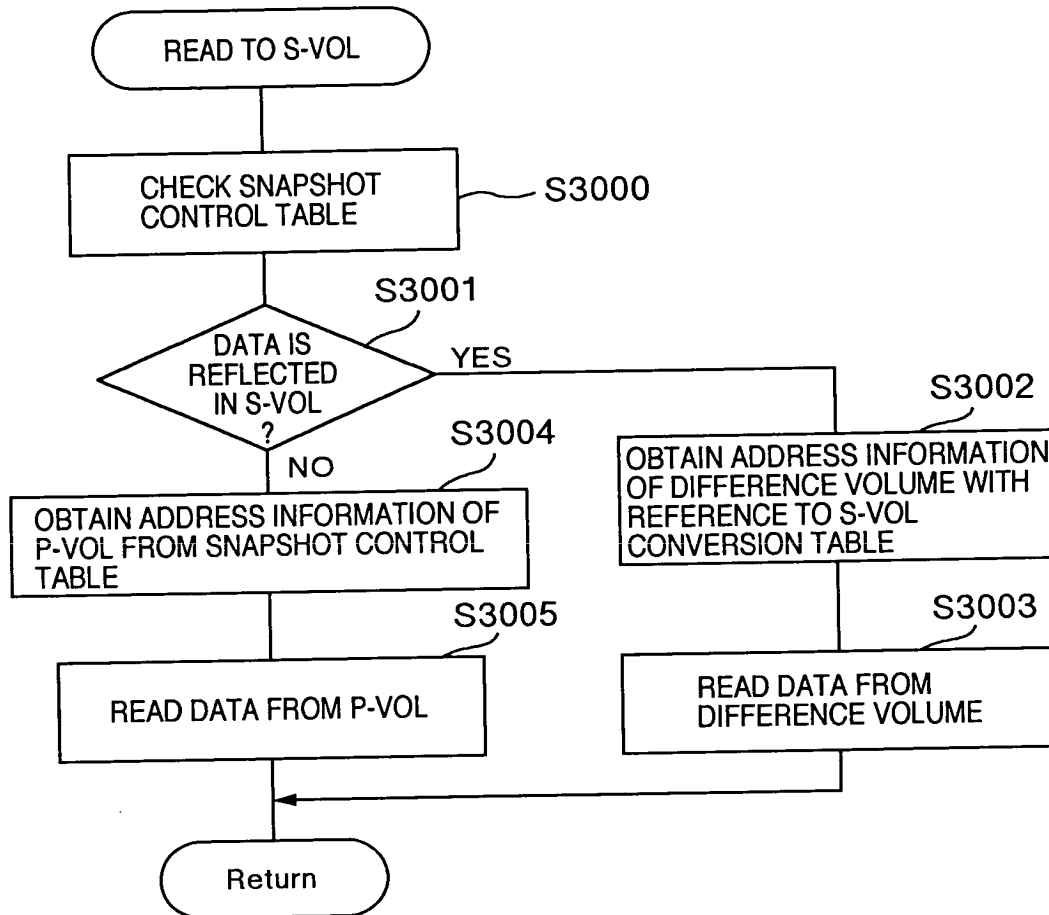 READ TO S-VOL
CHECK SNAPSHOT
CONTROL TABLE
S3000
S3001
DATA IS
REFLECTED
IN S-VOL
?
YES
NO
S3002
OBTAIN ADDRESS INFORMATION
OF DIFFERENCE VOLUME WITH
REFERENCE TO S-VOL
CONVERSION TABLE
S3004
OBTAIN ADDRESS INFORMATION OF
P-VOL FROM SNAPSHOT CONTROL
TABLE
S3003
READ DATA FROM
DIFFERENCE VOLUME
S3005
READ DATA FROM P-VOL
Return